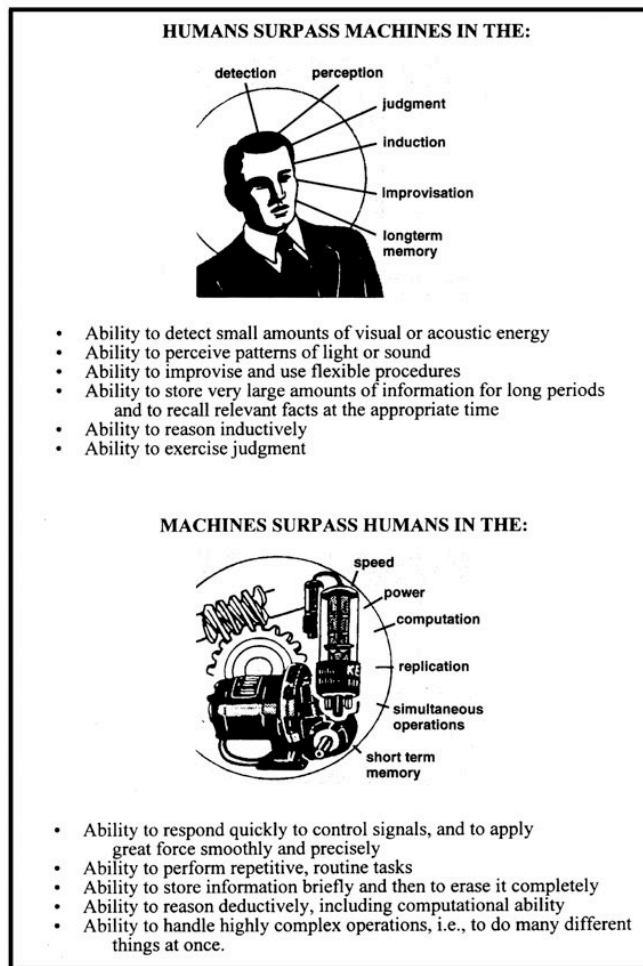 HUMANS SURPASS MACHINES IN THE:
detection
perception
judgment
induction
improvisation
longterm
memory
• Ability to detect small amounts of visual or acoustic energy
• Ability to perceive patterns of light or sound
• Ability to improvise and use flexible procedures
• Ability to store very large amounts of information for long periods
and to recall relevant facts at the appropriate time
• Ability to reason inductively
• Ability to exercise judgment
MACHINES SURPASS HUMANS IN THE:
speed
power
computation
replication
simultaneous
operations
short term
memory
• Ability to respond quickly to control signals, and to apply
great force smoothly and precisely
• Ability to perform repetitive, routine tasks
• Ability to store information briefly and then to erase it completely
• Ability to reason deductively, including computational ability
• Ability to handle highly complex operations, i.e., to do many different
things at once.